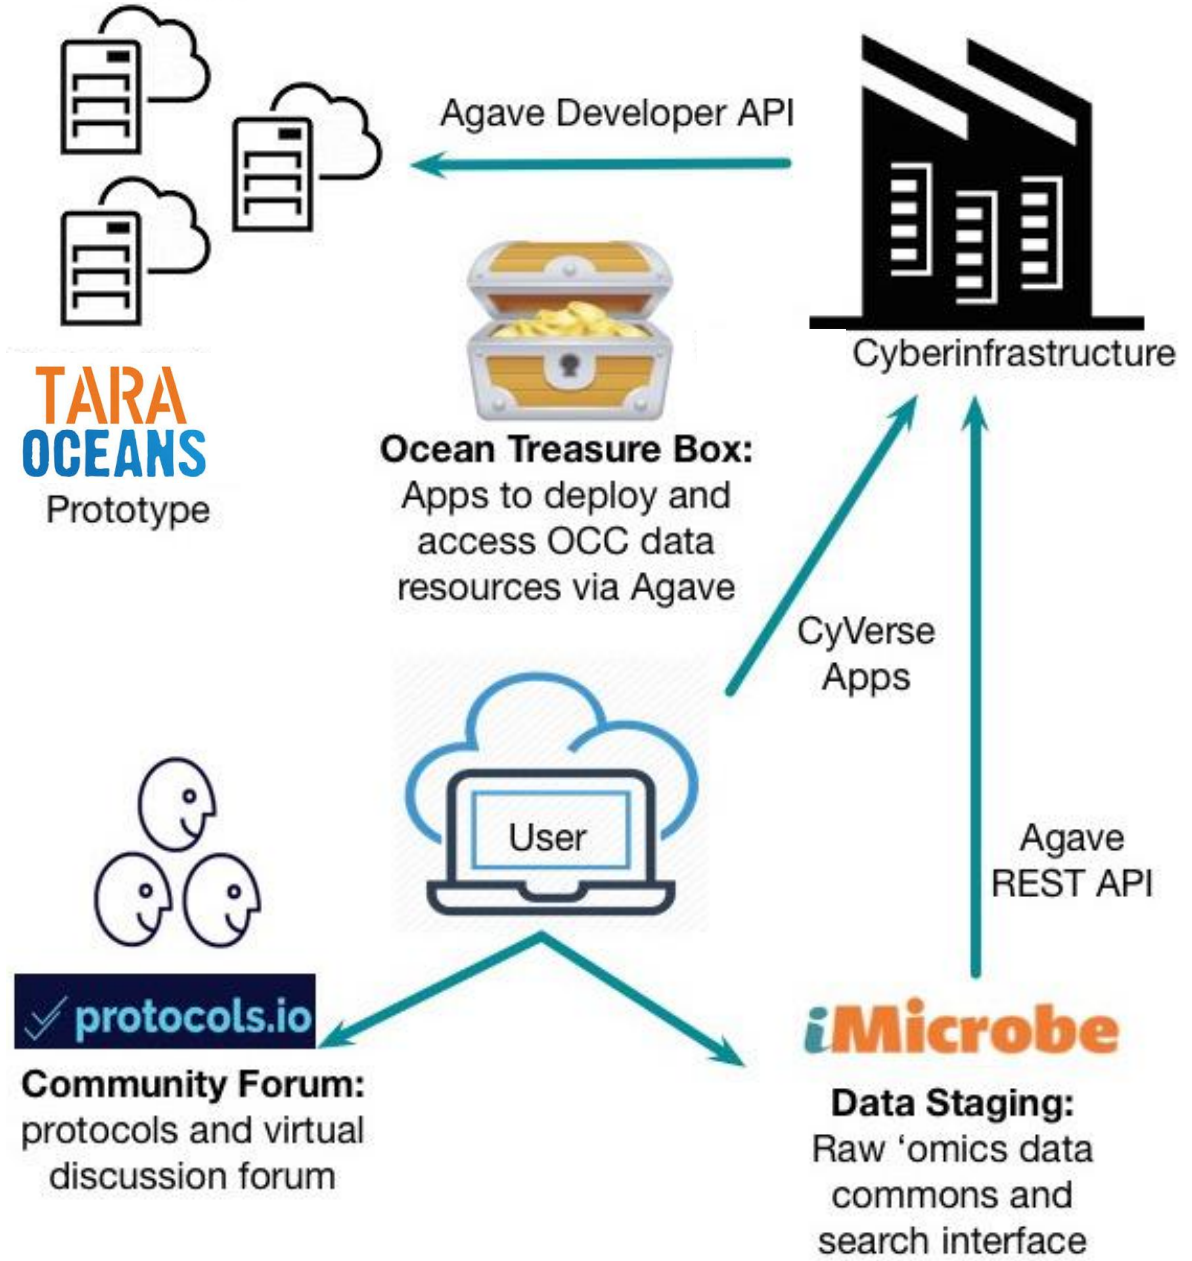 Agave Developer API
Cyberinfrastructure
TARA
OCEANS
Prototype
Ocean Treasure Box:
Apps to deploy and
access OCC data
resources via Agave
CyVerse
Apps
User
Agave
REST API
protocols.io
Community Forum:
protocols and virtual
discussion forum
iMicrobe
Data Staging:
Raw ‘omics data
commons and
search interface